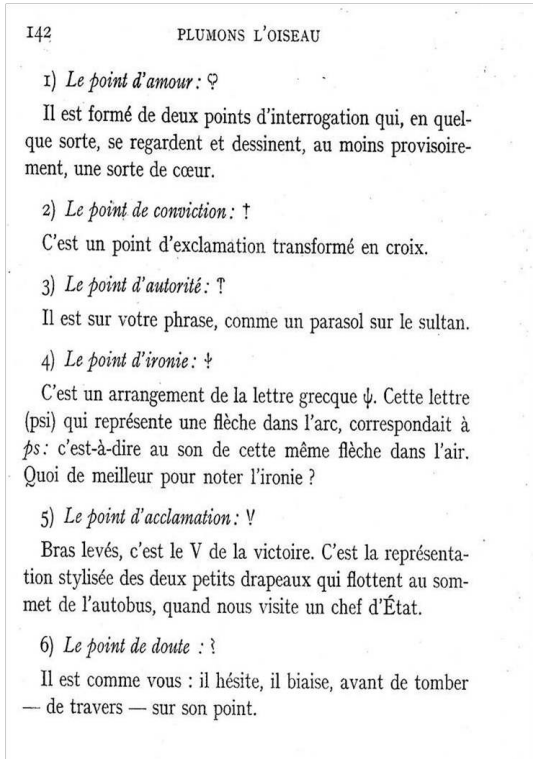 142 PLUMONS L'OISEAU
1) Le point d'amour :
Il est formé de deux points d'interrogation qui, en quel-
que sorte, se regardent et dessinent, au moins provisoire-
ment, une sorte de cœur.
2) Le point de conviction :
C'est un point d'exclamation transformé en croix.
3) Le point d'autorité :
Il est sur votre phrase, comme un parasol sur le sultan.
4) Le point d'ironie :
C'est un arrangement de la lettre grecque ψ. Cette lettre
(psi) qui représente une flèche dans l'arc, correspondait à
ps : c'est-à-dire au son de cette même flèche dans l'air.
Quoi de meilleur pour noter l'ironie ?
5) Le point d'acclamation :
Bras levés, c'est le V de la victoire. C'est la représenta-
tion stylisée des deux petits drapeaux qui flottent au som-
met de l'autobus, quand nous visite un chef d'État.
6) Le point de doute :
Il est comme vous : il hésite, il biaise, avant de tomber
— de travers — sur son point.